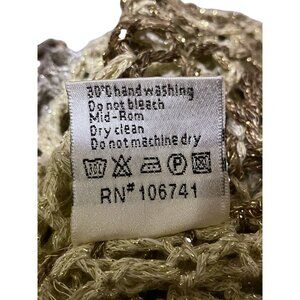 30°C hand washing
Do not bleach
Mid-Rom
Dry clean
Do not machine dry
P
RN# 106741